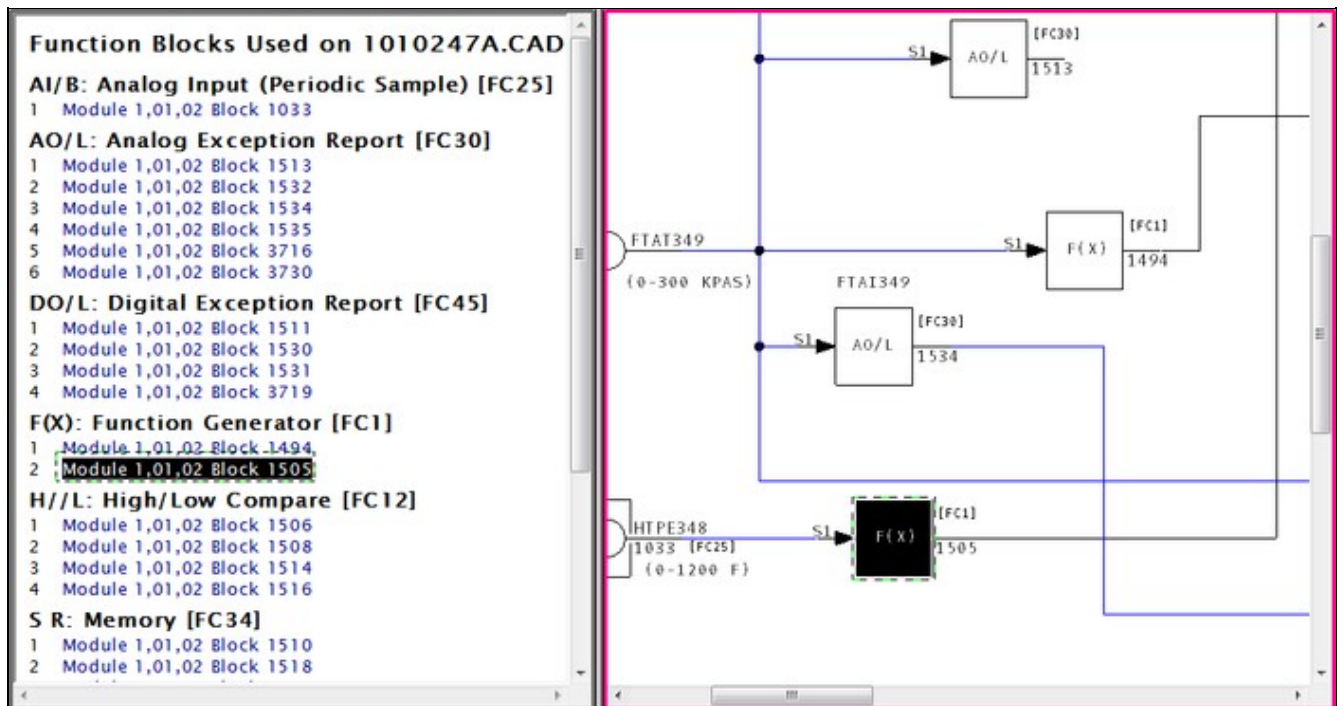 Function Blocks Used on 1010247A.CAD
AI/B: Analog Input (Periodic Sample) [FC25]
1 Module 1,01,02 Block 1033
AO/L: Analog Exception Report [FC30]
1 Module 1,01,02 Block 1513
2 Module 1,01,02 Block 1532
3 Module 1,01,02 Block 1534
4 Module 1,01,02 Block 1535
5 Module 1,01,02 Block 3716
6 Module 1,01,02 Block 3730
DO/L: Digital Exception Report [FC45]
1 Module 1,01,02 Block 1511
2 Module 1,01,02 Block 1530
3 Module 1,01,02 Block 1531
4 Module 1,01,02 Block 3719
F(X): Function Generator [FC1]
1 Module 1,01,02 Block 1494
2 Module 1,01,02 Block 1505
H//L: High/Low Compare [FC12]
1 Module 1,01,02 Block 1506
2 Module 1,01,02 Block 1508
3 Module 1,01,02 Block 1514
4 Module 1,01,02 Block 1516
S R: Memory [FC34]
1 Module 1,01,02 Block 1510
2 Module 1,01,02 Block 1518
[FC30]
S1 AO/L 1513
FTAT349
(0-300 KPAS)
S1 F(X) [FC1]
1494
FTAI349
S1 AO/L [FC30]
1534
HTPE348
1033 [FC25]
(0-1200 F)
S1 F(X) [FC1]
1505